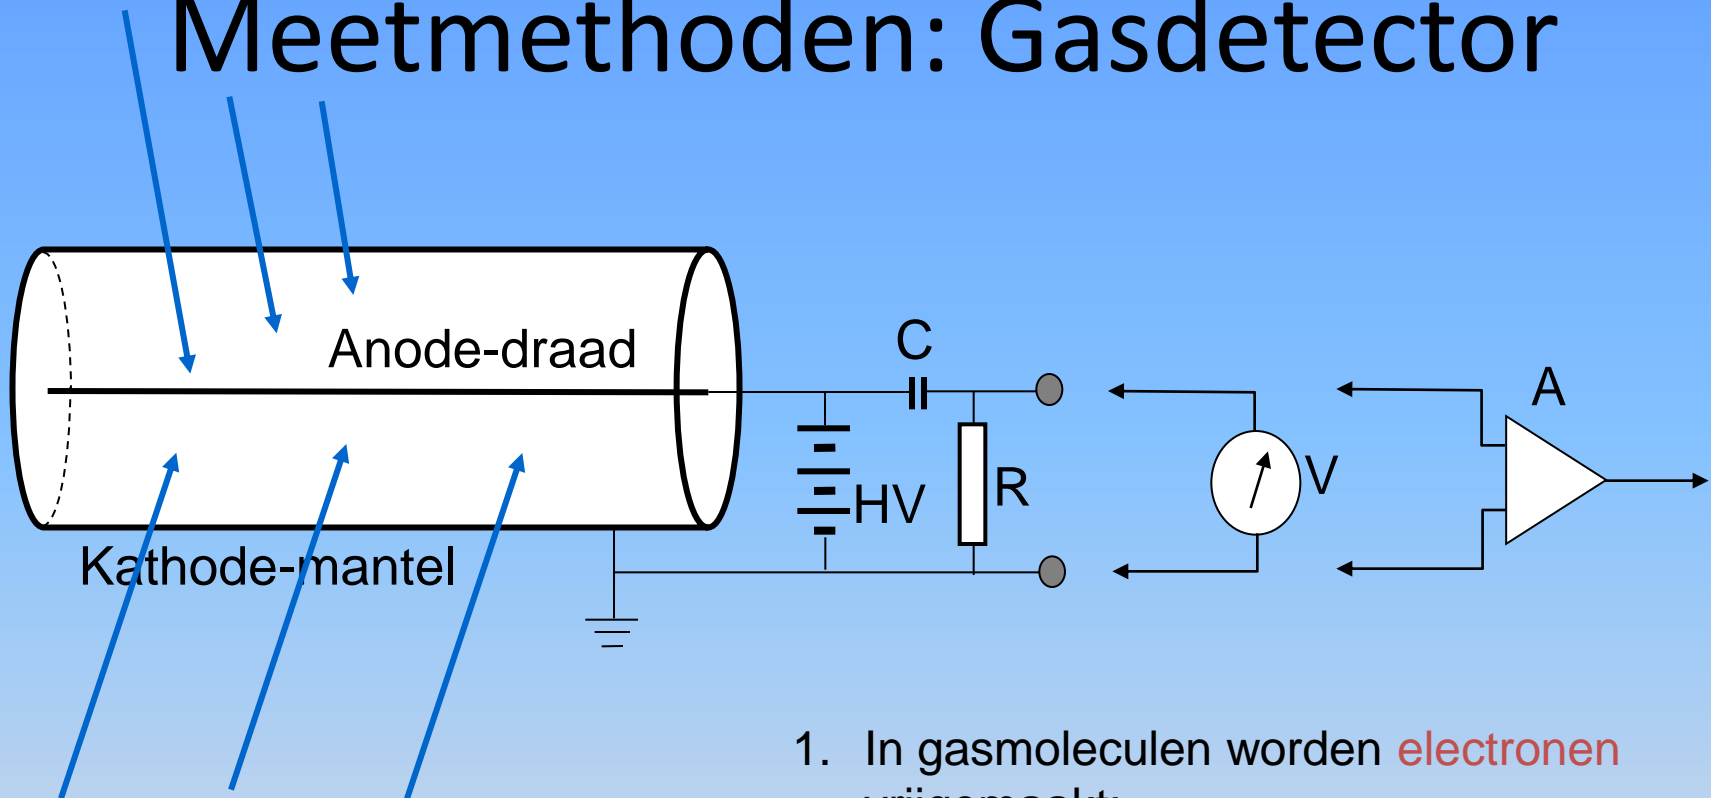 Meetmethoden: Gasdetector
Anode-draad
C
A
HV
R
V
Kathode-mantel
1. In gasmoleculen worden electronen